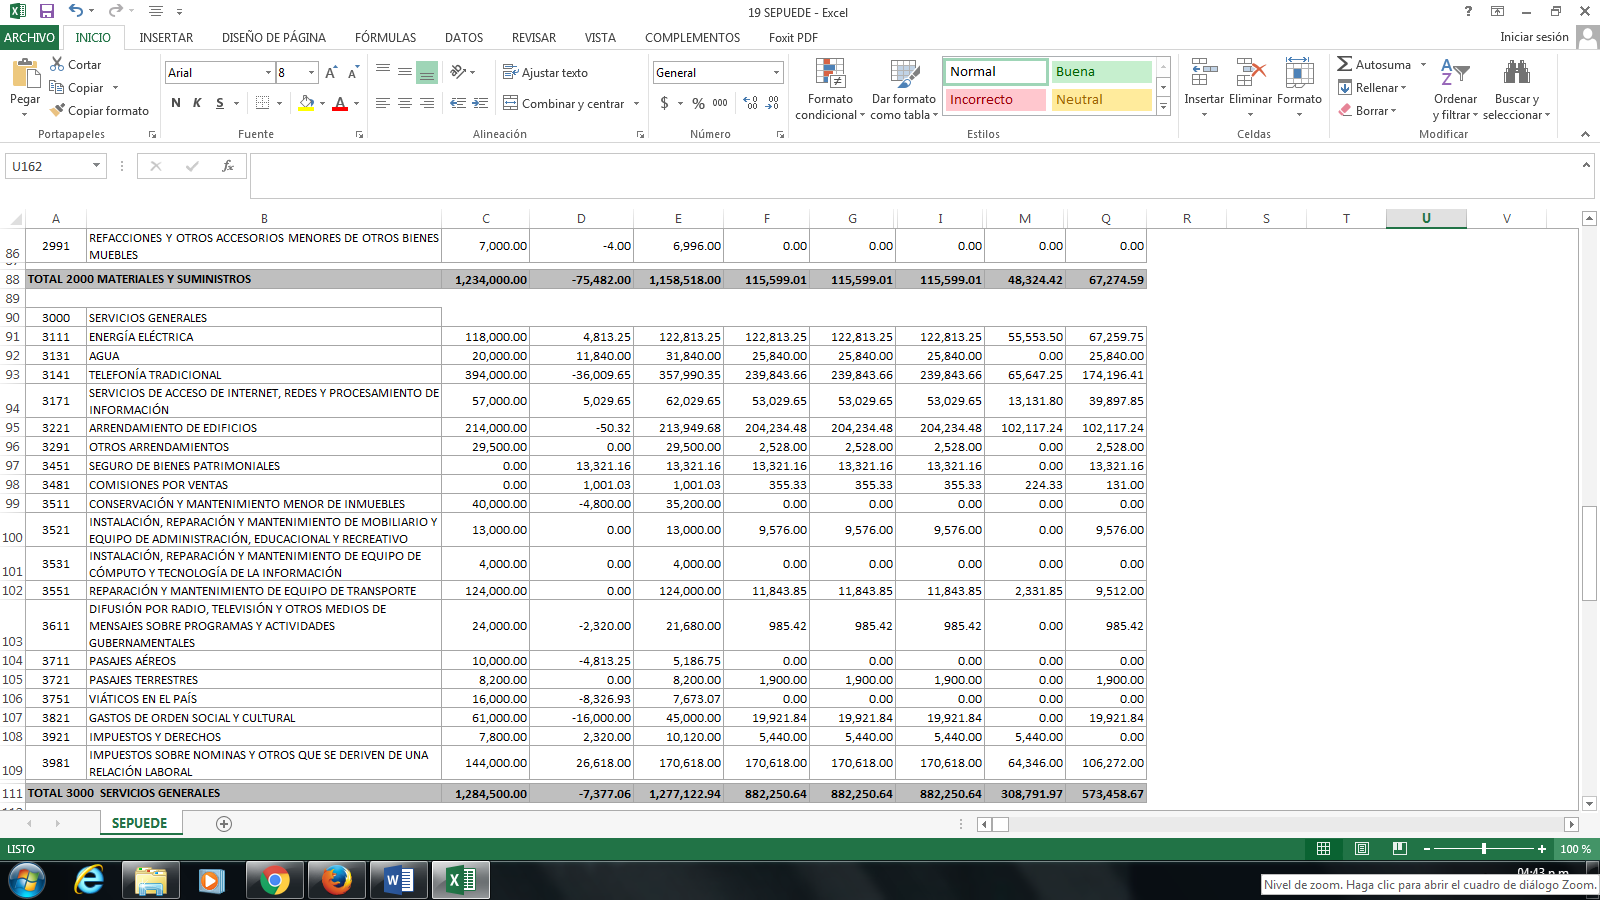 19 SEPUEDE - Excel
ARCHIVO INICIO INSERTAR DISEÑO DE PÁGINA FÓRMULAS DATOS REVISAR VISTA COMPLEMENTOS Foxit PDF Iniciar sesión
Pegar
Cortar
Copiar
Copiar formato
Portapapeles
Arial 8
N K S
Fuente
Ajustar texto
Combinar y centrar
Alineación
General
$ % 000
Número
Formato condicional
Dar formato como tabla
Normal Buena
Incorrecto Neutral
Estilos
Insertar Eliminar Formato
Celdas
Autosuma
Rellenar
Borrar
Ordenar y filtrar
Buscar y seleccionar
Modificar
U162
A B C D E F G I M Q R S T U V
86 2991 REFACCIONES Y OTROS ACCESORIOS MENORES DE OTROS BIENES MUEBLES 7,000.00 -4.00 6,996.00 0.00 0.00 0.00 0.00 0.00
88 TOTAL 2000 MATERIALES Y SUMINISTROS 1,234,000.00 -75,482.00 1,158,518.00 115,599.01 115,599.01 115,599.01 48,324.42 67,274.59
89
90 3000 SERVICIOS GENERALES
91 3111 ENERGÍA ELÉCTRICA 118,000.00 4,813.25 122,813.25 122,813.25 122,813.25 122,813.25 55,553.50 67,259.75
92 3131 AGUA 20,000.00 11,840.00 31,840.00 25,840.00 25,840.00 25,840.00 0.00 25,840.00
93 3141 TELEFONÍA TRADICIONAL 394,000.00 -36,009.65 357,990.35 239,843.66 239,843.66 239,843.66 65,647.25 174,196.41
94 3171 SERVICIOS DE ACCESO DE INTERNET, REDES Y PROCESAMIENTO DE INFORMACIÓN 57,000.00 5,029.65 62,029.65 53,029.65 53,029.65 53,029.65 13,131.80 39,897.85
95 3221 ARRENDAMIENTO DE EDIFICIOS 214,000.00 -50.32 213,949.68 204,234.48 204,234.48 204,234.48 102,117.24 102,117.24
96 3291 OTROS ARRENDAMIENTOS 29,500.00 0.00 29,500.00 2,528.00 2,528.00 2,528.00 0.00 2,528.00
97 3451 SEGURO DE BIENES PATRIMONIALES 0.00 13,321.16 13,321.16 13,321.16 13,321.16 13,321.16 0.00 13,321.16
98 3481 COMISIONES POR VENTAS 0.00 1,001.03 1,001.03 355.33 355.33 355.33 224.33 131.00
99 3511 CONSERVACIÓN Y MANTENIMIENTO MENOR DE INMUEBLES 40,000.00 -4,800.00 35,200.00 0.00 0.00 0.00 0.00 0.00
100 3521 INSTALACIÓN, REPARACIÓN Y MANTENIMIENTO DE MOBILIARIO Y EQUIPO DE ADMINISTRACIÓN, EDUCACIONAL Y RECREATIVO 13,000.00 0.00 13,000.00 9,576.00 9,576.00 9,576.00 0.00 9,576.00
101 3531 INSTALACIÓN, REPARACIÓN Y MANTENIMIENTO DE EQUIPO DE CÓMPUTO Y TECNOLOGÍA DE LA INFORMACIÓN 4,000.00 0.00 4,000.00 0.00 0.00 0.00 0.00 0.00
102 3551 REPARACIÓN Y MANTENIMIENTO DE EQUIPO DE TRANSPORTE 124,000.00 0.00 124,000.00 11,843.85 11,843.85 11,843.85 2,331.85 9,512.00
103 3611 DIFUSIÓN POR RADIO, TELEVISIÓN Y OTROS MEDIOS DE MENSAJES SOBRE PROGRAMAS Y ACTIVIDADES GUBERNAMENTALES 24,000.00 -2,320.00 21,680.00 985.42 985.42 985.42 0.00 985.42
104 3711 PASAJES AÉREOS 10,000.00 -4,813.25 5,186.75 0.00 0.00 0.00 0.00 0.00
105 3721 PASAJES TERRESTRES 8,200.00 0.00 8,200.00 1,900.00 1,900.00 1,900.00 0.00 1,900.00
106 3751 VIÁTICOS EN EL PAÍS 16,000.00 -8,326.93 7,673.07 0.00 0.00 0.00 0.00 0.00
107 3821 GASTOS DE ORDEN SOCIAL Y CULTURAL 61,000.00 -16,000.00 45,000.00 19,921.84 19,921.84 19,921.84 0.00 19,921.84
108 3921 IMPUESTOS Y DERECHOS 7,800.00 2,320.00 10,120.00 5,440.00 5,440.00 5,440.00 5,440.00 0.00
109 3981 IMPUESTOS SOBRE NOMINAS Y OTROS QUE SE DERIVEN DE UNA RELACIÓN LABORAL 144,000.00 26,618.00 170,618.00 170,618.00 170,618.00 170,618.00 64,346.00 106,272.00
111 TOTAL 3000 SERVICIOS GENERALES 1,284,500.00 -7,377.06 1,277,122.94 882,250.64 882,250.64 882,250.64 308,791.97 573,458.67
SEPUEDE
LISTO 100 %
Nivel de zoom. Haga clic para abrir el cuadro de diálogo Zoom.